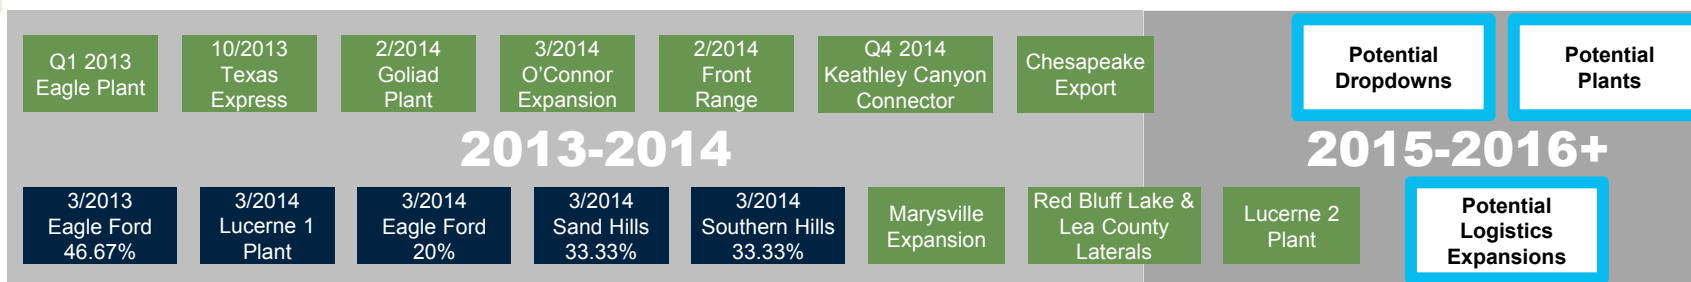 Q1 2013
Eagle Plant
10/2013
Texas
Express
2/2014
Goliad
Plant
3/2014
O'Connor
Expansion
2/2014
Front
Range
Q4 2014
Keathley Canyon
Connector
Chesapeake
Export
Potential
Dropdowns
Potential
Plants
2013-2014
2015-2016+
3/2013
Eagle Ford
46.67%
3/2014
Lucerne 1
Plant
3/2014
Eagle Ford
20%
3/2014
Sand Hills
33.33%
3/2014
Southern Hills
33.33%
Marysville
Expansion
Red Bluff Lake &
Lea County
Laterals
Lucerne 2
Plant
Potential
Logistics
Expansions